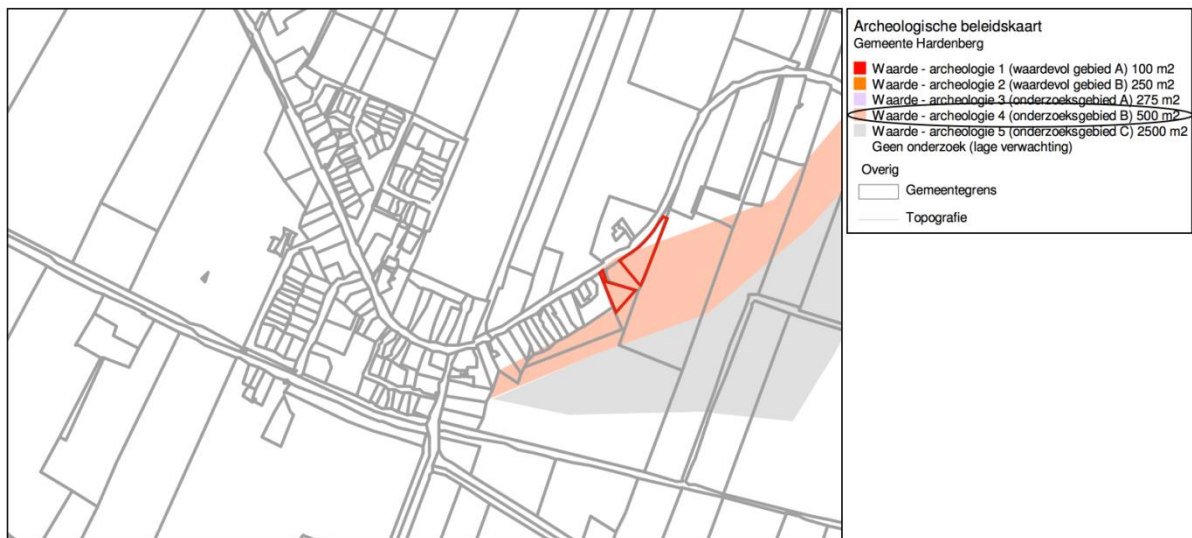 Archeologische beleidskaart
Gemeente Hardenberg
Waarde - archeologie 1 (waardevol gebied A) 100 m2
Waarde - archeologie 2 (waardevol gebied B) 250 m2
Waarde - archeologie 3 (onderzoeksgebied A) 275 m2
Waarde - archeologie 4 (onderzoeksgebied B) 500 m2
Waarde - archeologie 5 (onderzoeksgebied C) 2500 m2
Geen onderzoek (lage verwachting)
Overig
Gemeentegrens
Topografie